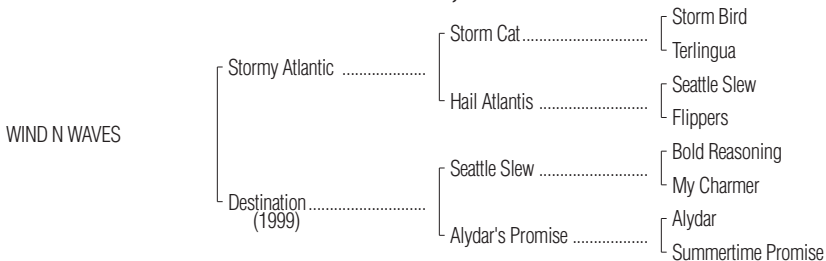 Storm Bird
Storm Cat..................................
Terlingua
Stormy Atlantic .....................
Seattle Slew
Hail Atlantis .............................
Flippers
WIND N WAVES
Bold Reasoning
Seattle Slew .............................
My Charmer
Destination..............................
(1999)
Alydar
Alydar's Promise ...................
Summertime Promise